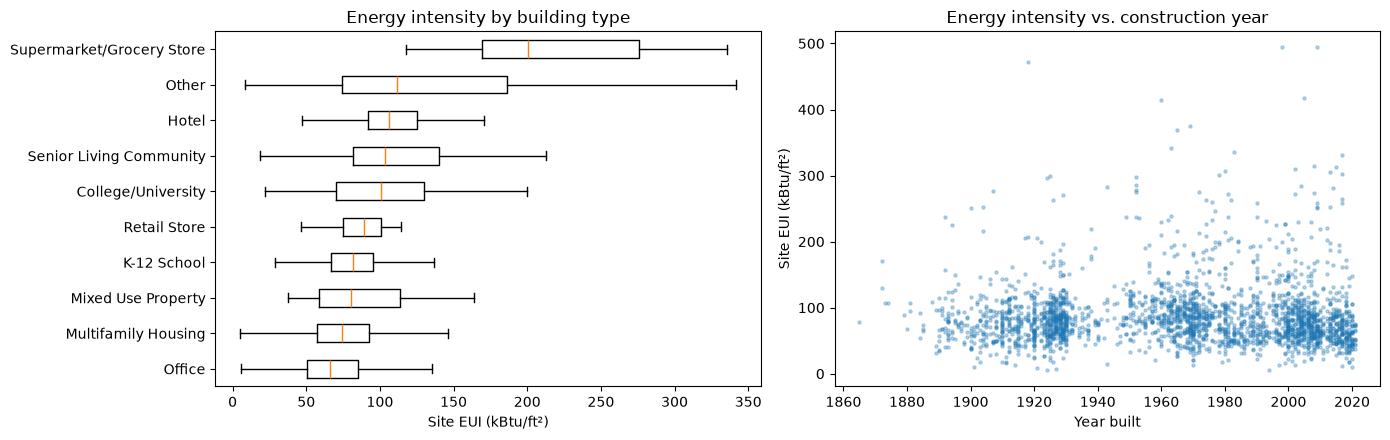 Energy intensity by building type
Supermarket/Grocery Store
Other
Hotel
Senior Living Community
College/University
Retail Store
K-12 School
Mixed Use Property
Multifamily Housing
Office
0 50 100 150 200 250 300 350
Site EUI (kBtu/ft²)
Energy intensity vs. construction year
Site EUI (kBtu/ft²)
500
400
300
200
100
0
1860 1880 1900 1920 1940 1960 1980 2000 2020
Year built